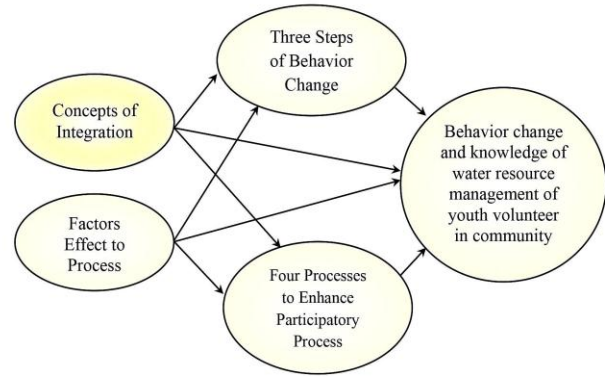 Three Steps
of Behavior
Change
Concepts of
Integration
Behavior change
and knowledge of
water resource
management of
youth volunteer
in community
Factors
Effect to
Process
Four Processes
to Enhance
Participatory
Process